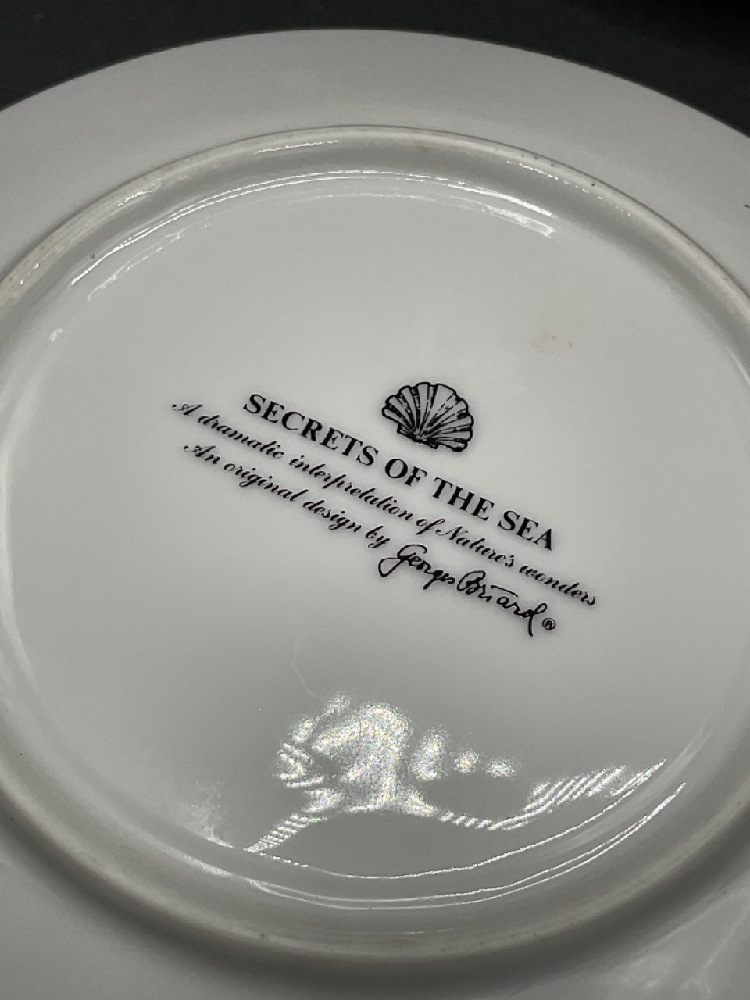 SECRETS OF THE SEA
A dramatic interpretation of Nature's wonders
An original design by Georges Briard ®